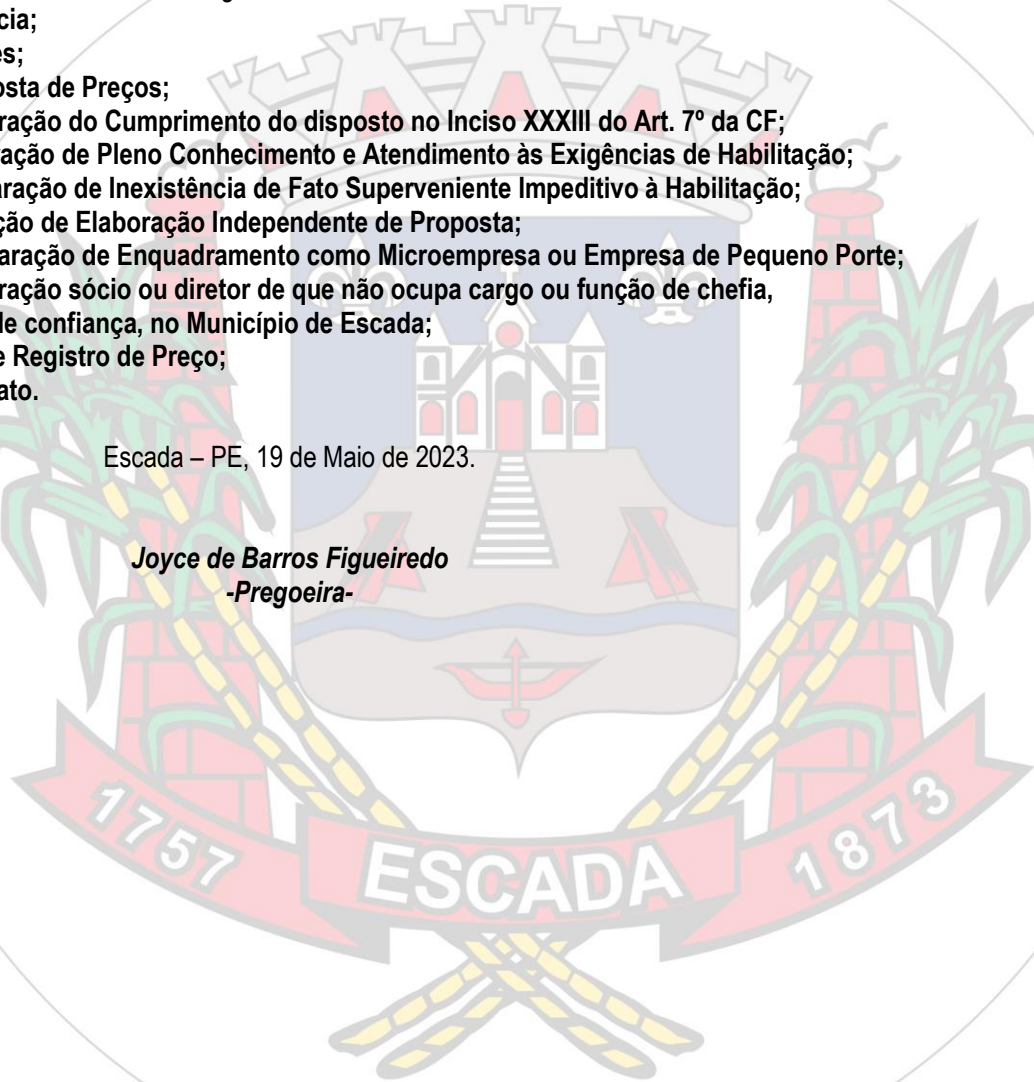 cia;
es;
osta de Preços;
ração do Cumprimento do disposto no Inciso XXXIII do Art. 7º da CF;
ação de Pleno Conhecimento e Atendimento às Exigências de Habilitação;
aração de Inexistência de Fato Superveniente Impeditivo à Habilitação;
ção de Elaboração Independente de Proposta;
aração de Enquadramento como Microempresa ou Empresa de Pequeno Porte;
ração sócio ou diretor de que não ocupa cargo ou função de chefia,
de confiança, no Município de Escada;
e Registro de Preço;
ato.
Escada – PE, 19 de Maio de 2023.
Joyce de Barros Figueiredo
-Pregoeira-
1757 ESCADA 1873